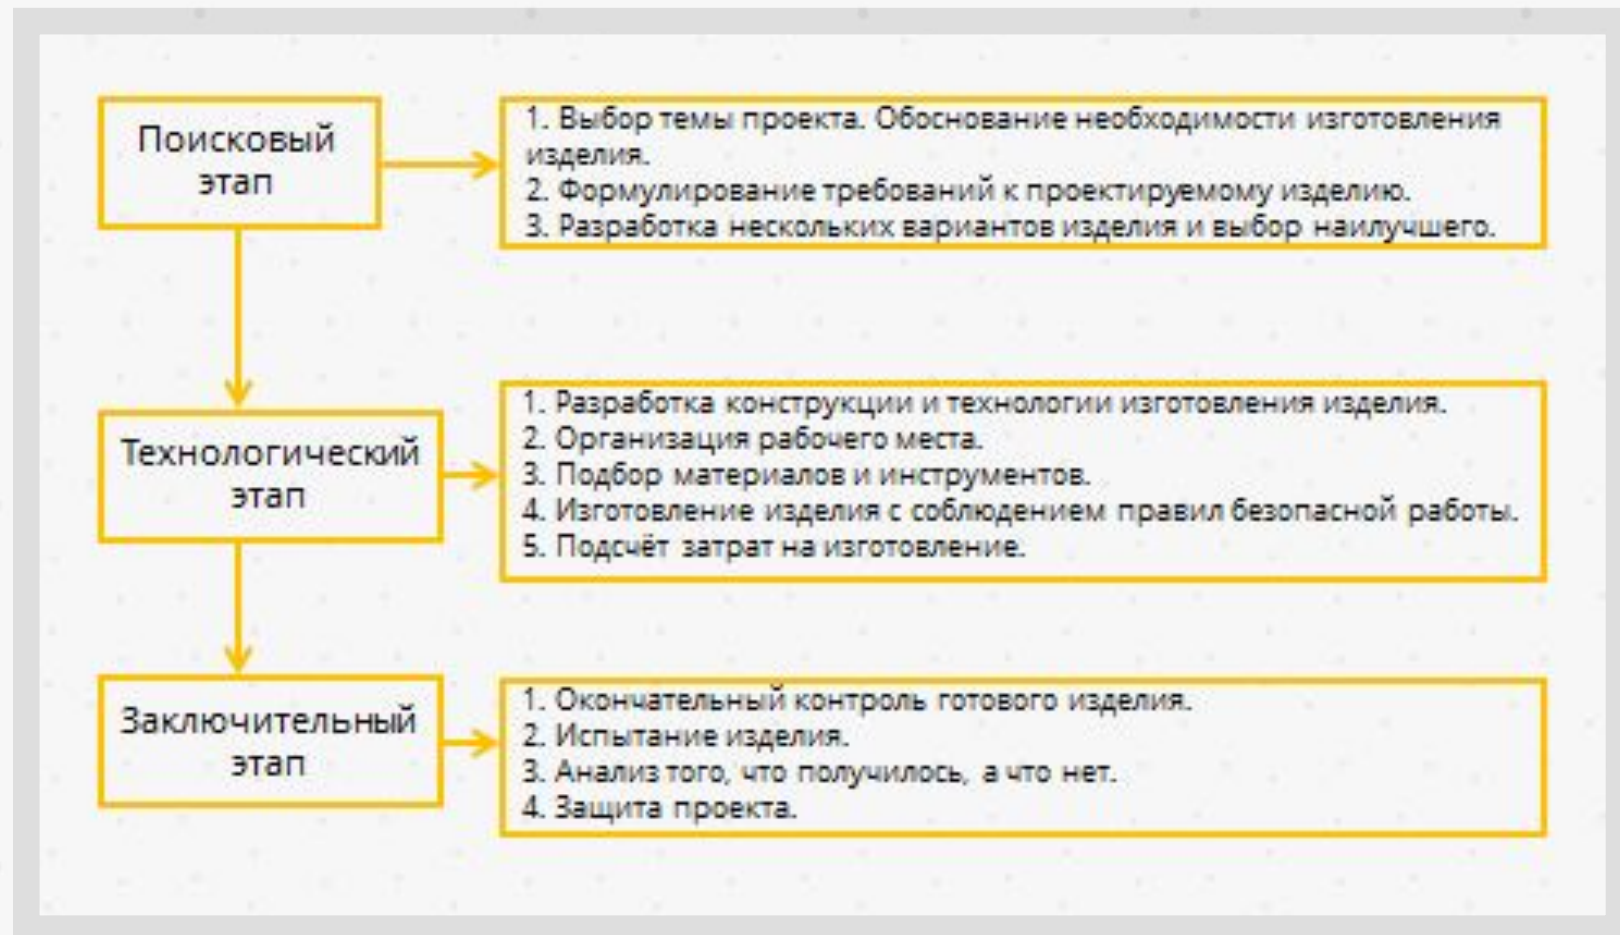 Поисковый
этап
1. Выбор темы проекта. Обоснование необходимости изготовления
изделия.
2. Формулирование требований к проектируемому изделию.
3. Разработка нескольких вариантов изделия и выбор наилучшего.
Технологический
этап
1. Разработка конструкции и технологии изготовления изделия.
2. Организация рабочего места.
3. Подбор материалов и инструментов.
4. Изготовление изделия с соблюдением правил безопасной работы.
5. Подсчёт затрат на изготовление.
Заключительный
этап
1. Окончательный контроль готового изделия.
2. Испытание изделия.
3. Анализ того, что получилось, а что нет.
4. Защита проекта.